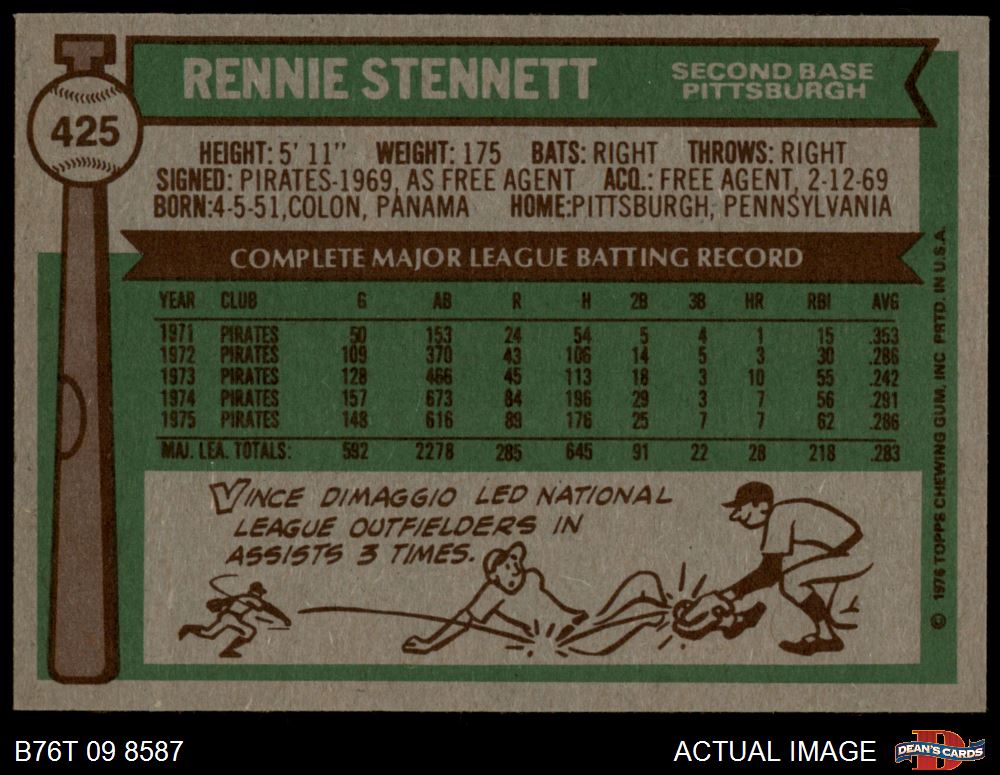 425
RENNIE STENNETT
SECOND BASE
PITTSBURGH
HEIGHT: 5' 11" WEIGHT: 175 BATS: RIGHT THROWS: RIGHT
SIGNED: PIRATES-1969, AS FREE AGENT ACQ.: FREE AGENT, 2-12-69
BORN:4-5-51,COLON, PANAMA HOME:PITTSBURGH, PENNSYLVANIA
COMPLETE MAJOR LEAGUE BATTING RECORD
YEAR CLUB G AB R H 2B 3B HR RBI AVG
1971 PIRATES 50 153 24 54 5 4 1 15 .353
1972 PIRATES 109 370 43 106 14 5 3 30 .286
1973 PIRATES 128 466 45 113 18 3 10 55 .242
1974 PIRATES 157 673 84 196 29 3 7 56 .291
1975 PIRATES 148 616 89 176 25 7 7 62 .286
MAJ. LEA. TOTALS: 592 2278 285 645 91 22 28 218 .283
VINCE DIMAGGIO LED NATIONAL
LEAGUE OUTFIELDERS IN
ASSISTS 3 TIMES.
© 1976 TOPPS CHEWING GUM, INC PRTD. IN U.S.A.
B76T 09 8587
ACTUAL IMAGE
D
DEAN'S CARDS